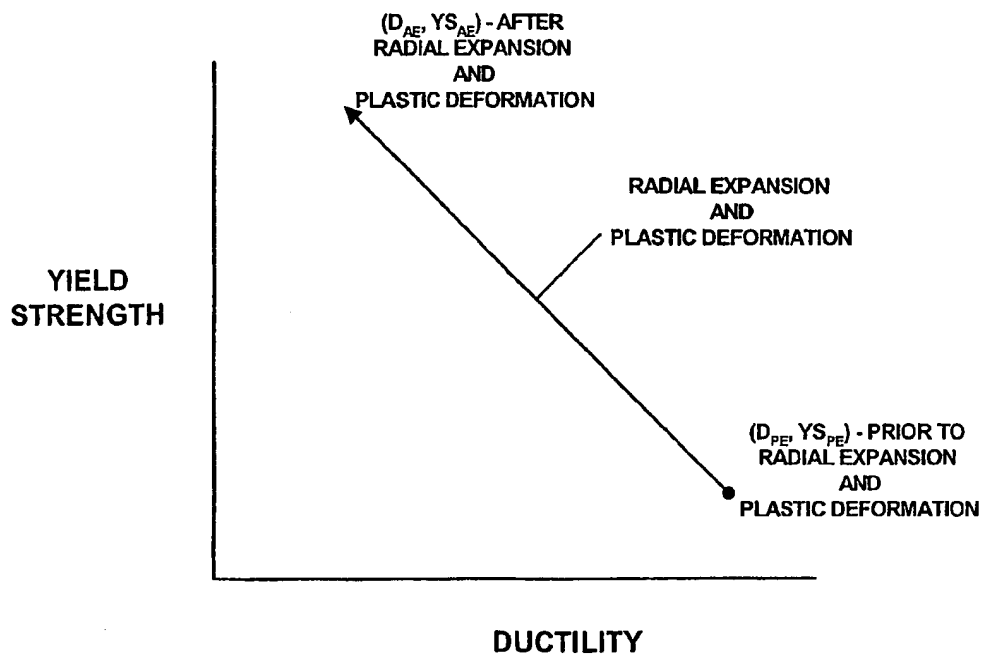 (D_AE, YS_AE) - AFTER
RADIAL EXPANSION
AND
PLASTIC DEFORMATION
RADIAL EXPANSION
AND
PLASTIC DEFORMATION
YIELD
STRENGTH
(D_PE, YS_PE) - PRIOR TO
RADIAL EXPANSION
AND
PLASTIC DEFORMATION
DUCTILITY